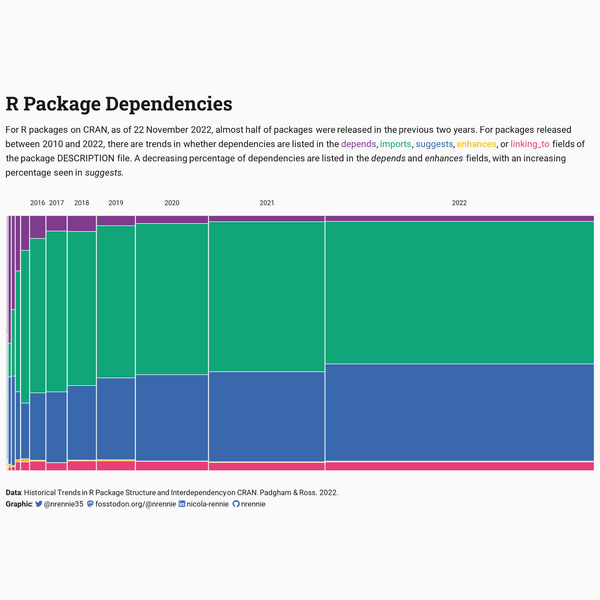 R Package Dependencies
For R packages on CRAN, as of 22 November 2022, almost half of packages were released in the previous two years. For packages released
between 2010 and 2022, there are trends in whether dependencies are listed in the depends, imports, suggests, enhances, or linking_to fields of
the package DESCRIPTION file. A decreasing percentage of dependencies are listed in the depends and enhances fields, with an increasing
percentage seen in suggests.
2016 2017 2018 2019 2020 2021 2022
Data: Historical Trends in R Package Structure and Interdependency on CRAN. Padgham & Ross. 2022.
Graphic: @nrennie35 fosstodon.org/@nrennie nicola-rennie nrennie